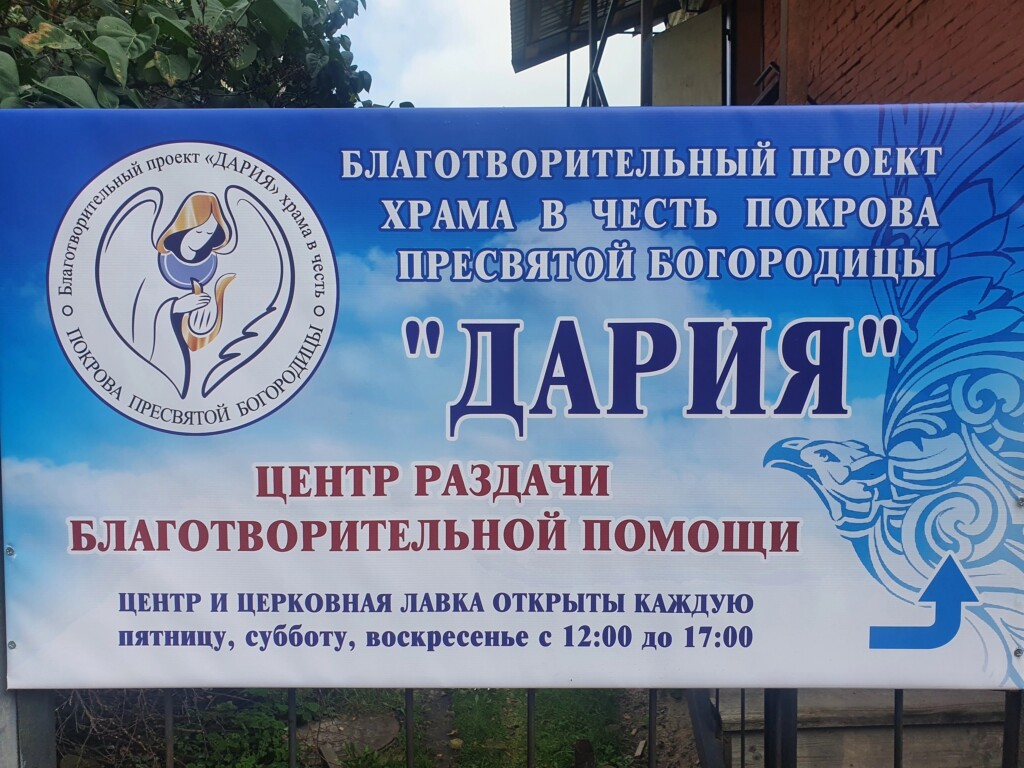 Благотворительный проект «ДАРИЯ» храма в честь
ПОКРОВА ПРЕСВЯТОЙ БОГОРОДИЦЫ
БЛАГОТВОРИТЕЛЬНЫЙ ПРОЕКТ
ХРАМА В ЧЕСТЬ ПОКРОВА
ПРЕСВЯТОЙ БОГОРОДИЦЫ
"ДАРИЯ"
ЦЕНТР РАЗДАЧИ
БЛАГОТВОРИТЕЛЬНОЙ ПОМОЩИ
ЦЕНТР И ЦЕРКОВНАЯ ЛАВКА ОТКРЫТЫ КАЖДУЮ
пятницу, субботу, воскресенье с 12:00 до 17:00